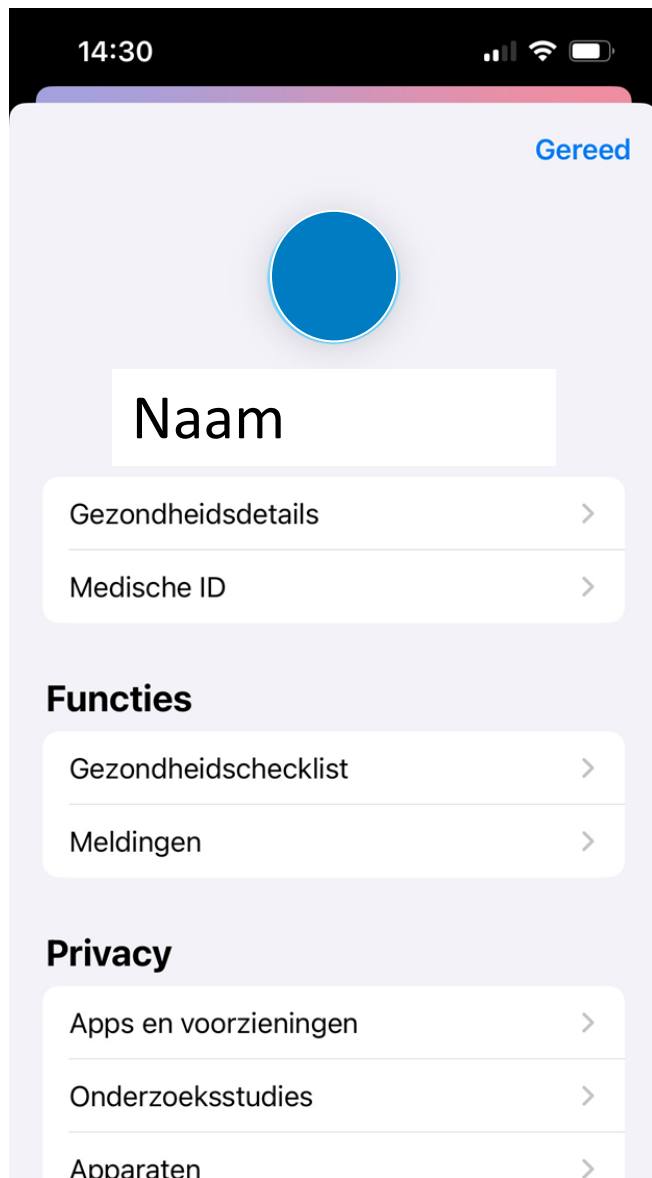 14:30
Gereed
Naam
Gezondheidsdetails
Medische ID
Functies
Gezondheidschecklist
Meldingen
Privacy
Apps en voorzieningen
Onderzoeksstudies
Apparaten